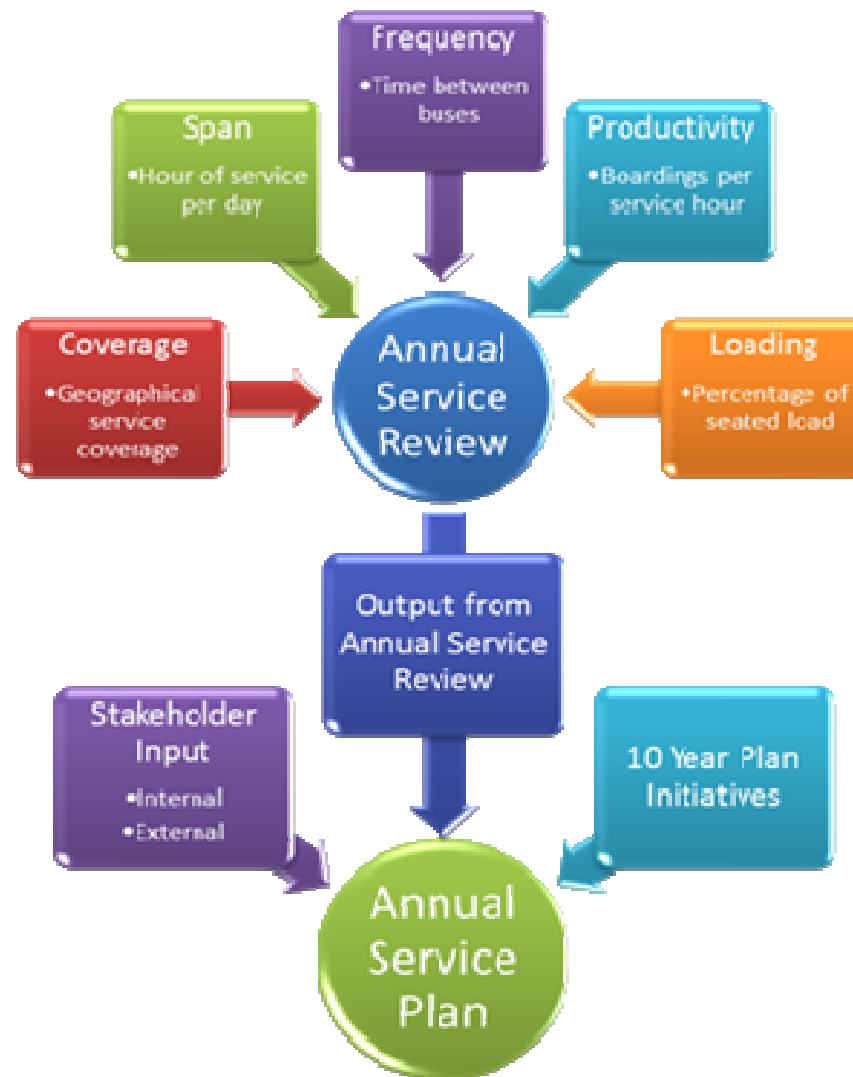 Frequency
•Time between
buses
Span
•Hour of service
per day
Productivity
•Boardings per
service hour
Coverage
•Geographical
service
coverage
Annual
Service
Review
Loading
•Percentage of
seated load
Output from
Annual Service
Review
Stakeholder
Input
•Internal
•External
10 Year Plan
Initiatives
Annual
Service
Plan